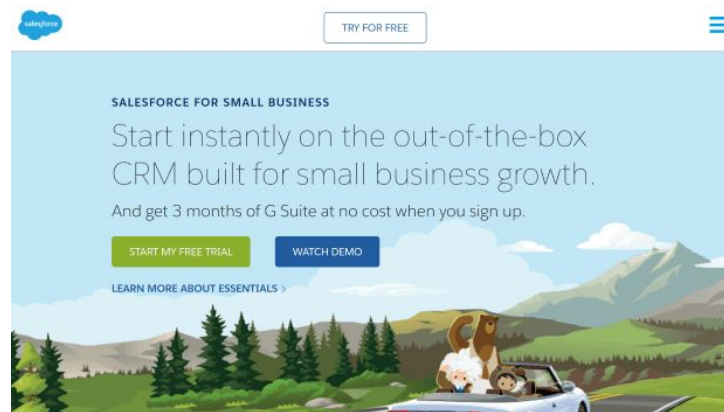 salesforce
TRY FOR FREE
SALESFORCE FOR SMALL BUSINESS
Start instantly on the out-of-the-box
CRM built for small business growth.
And get 3 months of G Suite at no cost when you sign up.
START MY FREE TRIAL
WATCH DEMO
LEARN MORE ABOUT ESSENTIALS >